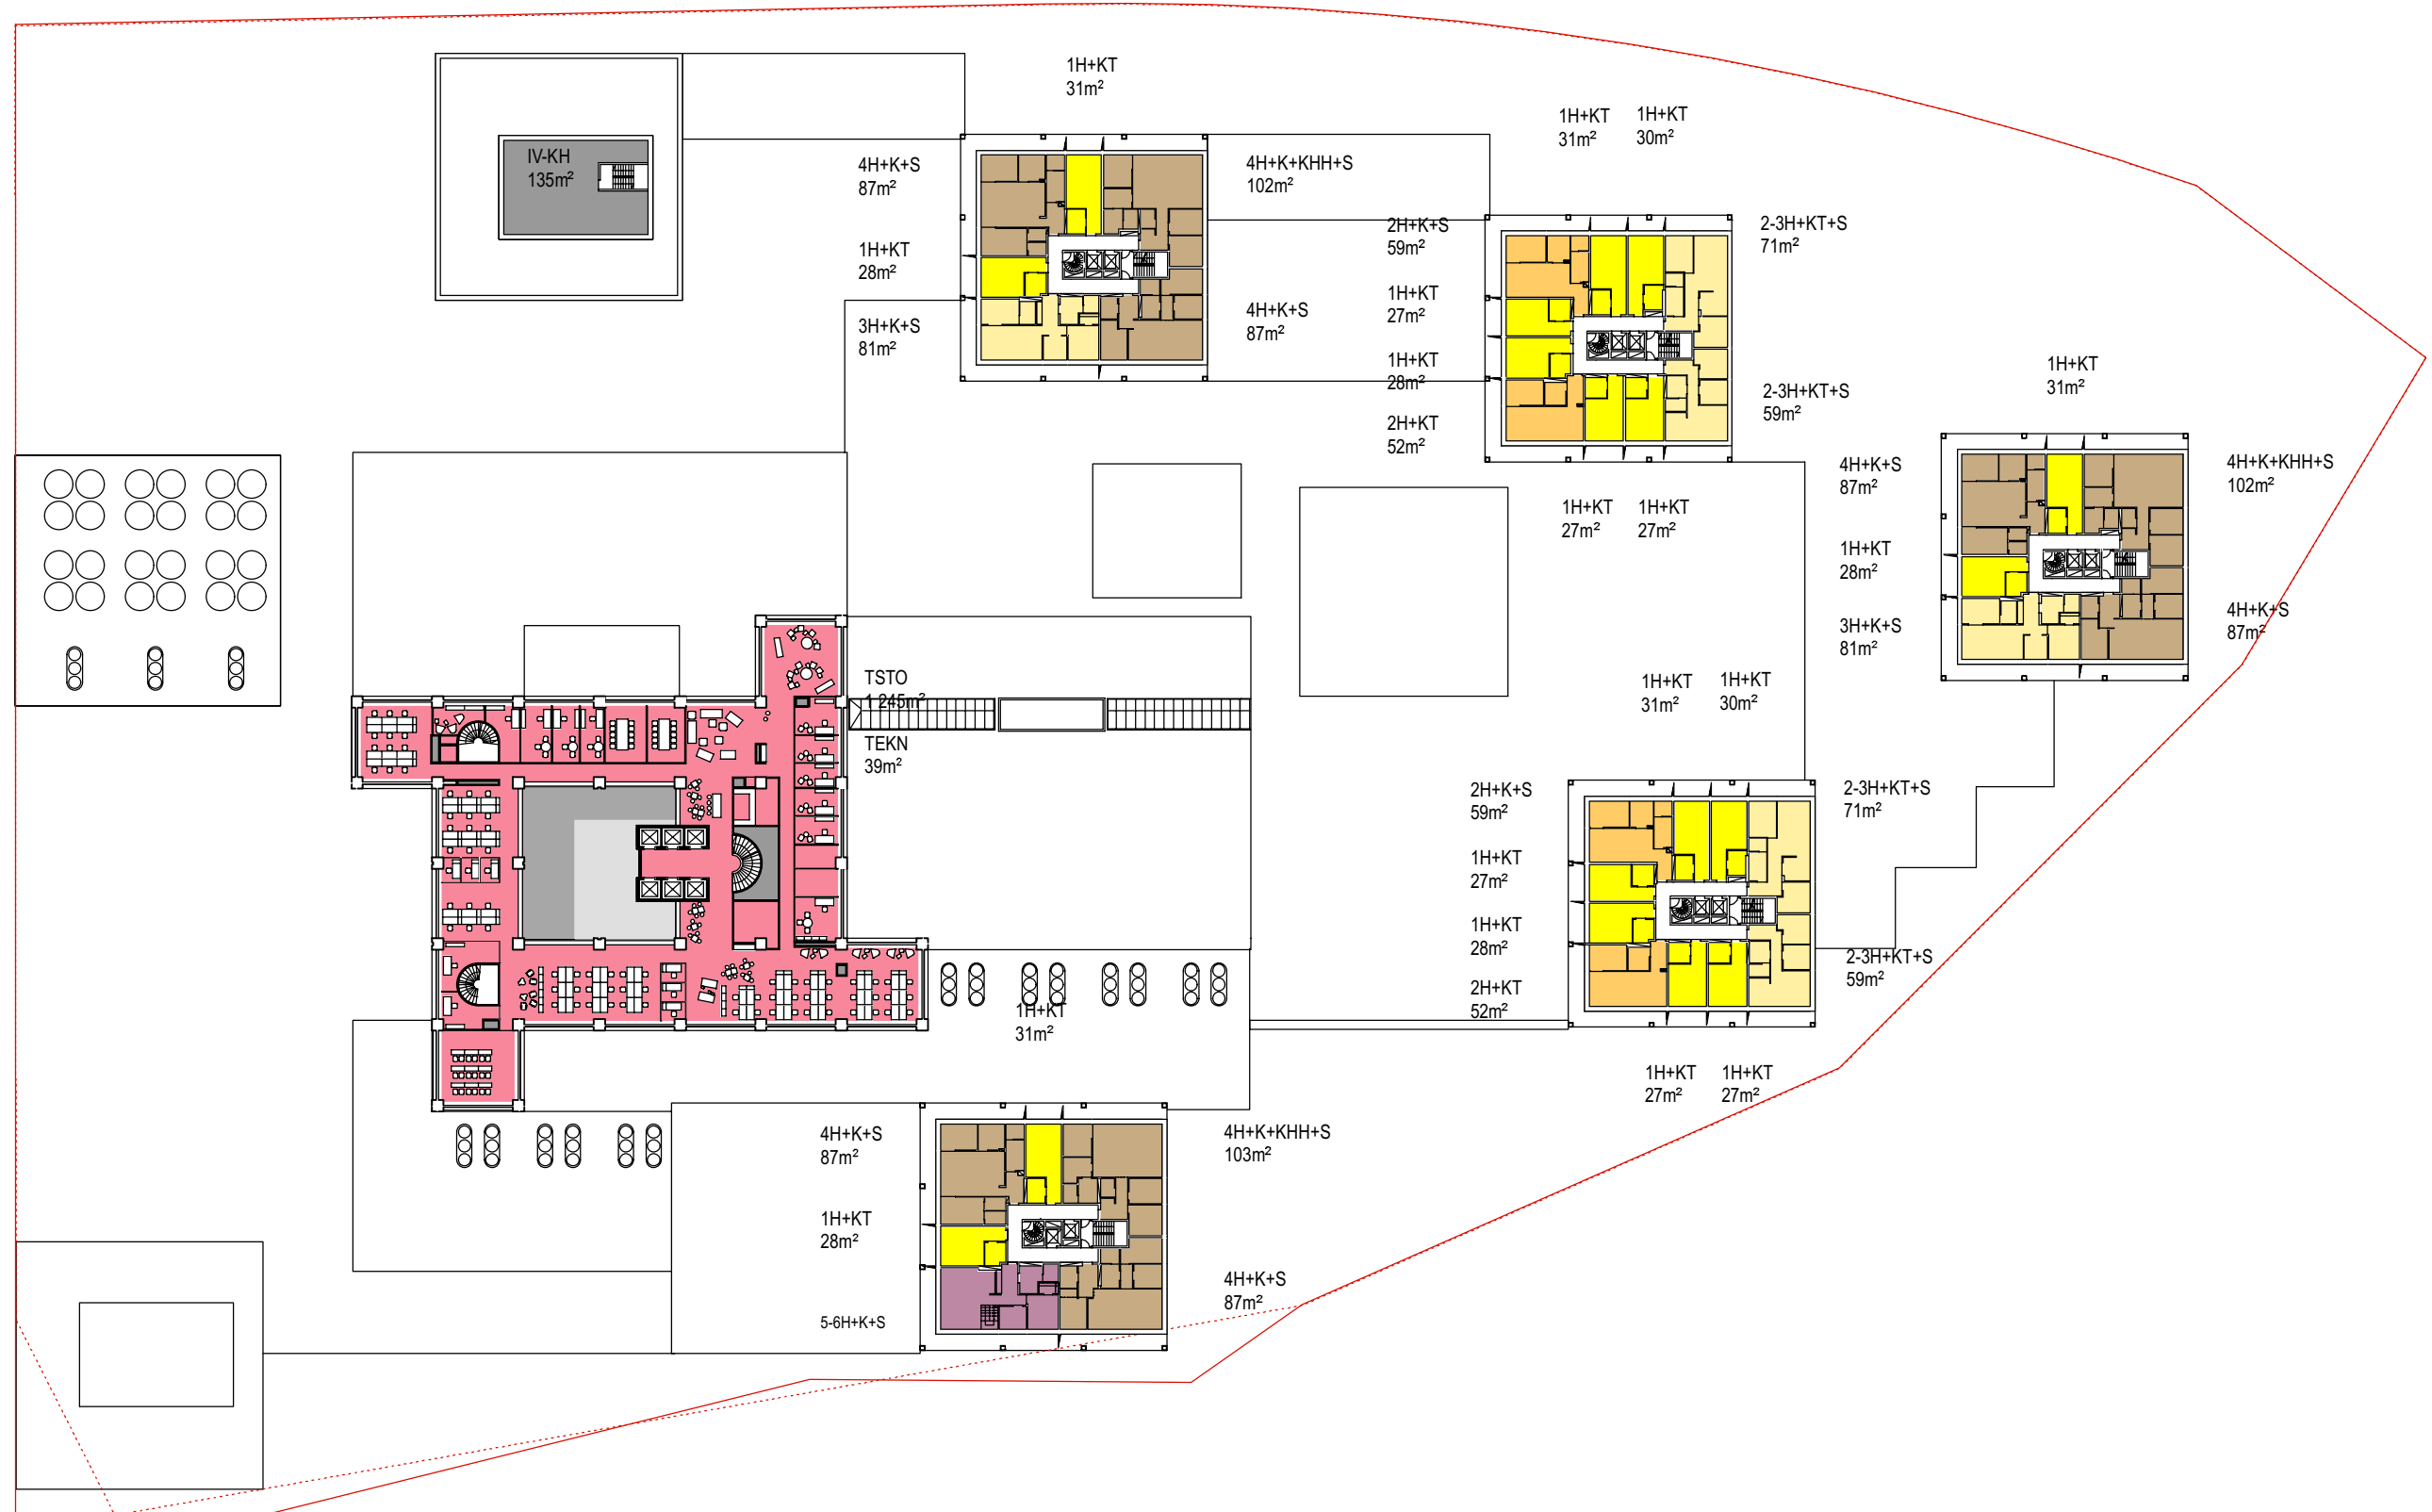 1H+KT
31m²
IV-KH
135m²
4H+K+S
87m²
4H+K+KHH+S
102m²
1H+KT
28m²
3H+K+S
81m²
4H+K+S
87m²
1H+KT
31m²
1H+KT
30m²
2H+K+S
59m²
2-3H+KT+S
71m²
1H+KT
27m²
1H+KT
28m²
2H+KT
52m²
2-3H+KT+S
59m²
1H+KT
27m²
1H+KT
27m²
1H+KT
31m²
4H+K+S
87m²
4H+K+KHH+S
102m²
1H+KT
28m²
3H+K+S
81m²
4H+K+S
87m²
TSTO
1 245m²
TEKN
39m²
1H+KT
31m²
1H+KT
30m²
2H+K+S
59m²
2-3H+KT+S
71m²
1H+KT
27m²
1H+KT
28m²
2H+KT
52m²
2-3H+KT+S
59m²
1H+KT
27m²
1H+KT
27m²
1H+KT
31m²
4H+K+S
87m²
4H+K+KHH+S
103m²
1H+KT
28m²
4H+K+S
87m²
5-6H+K+S